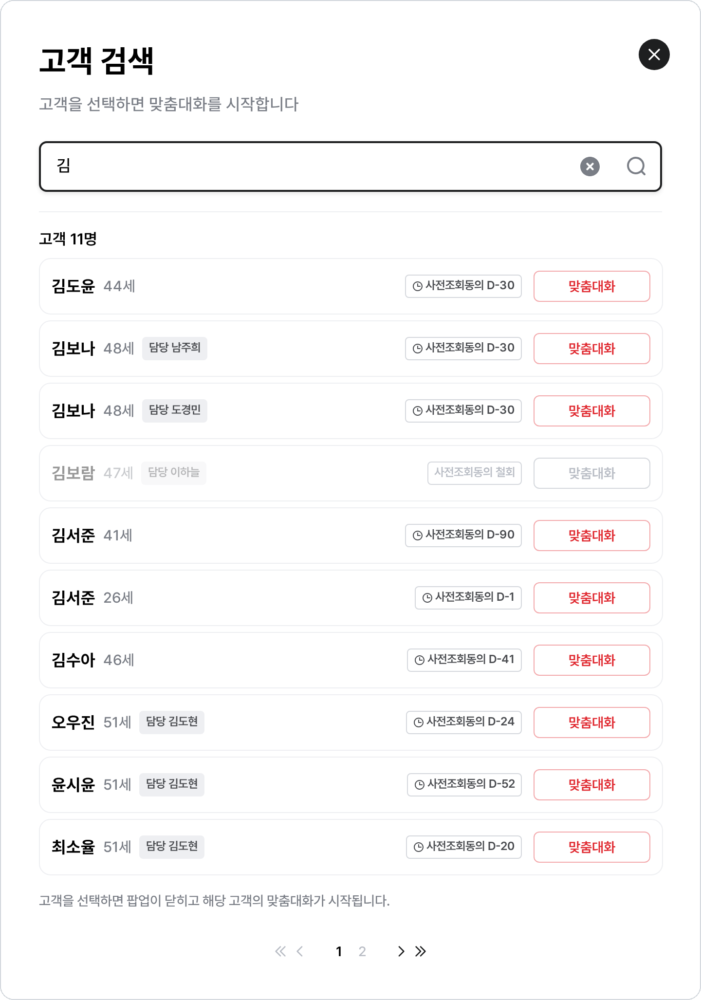 고객 검색
고객을 선택하면 맞춤대화를 시작합니다
김
고객 11명
김도윤 44세 사전조회동의 D-30 맞춤대화
김보나 48세 담당 남주희 사전조회동의 D-30 맞춤대화
김보나 48세 담당 도경민 사전조회동의 D-30 맞춤대화
김보람 47세 담당 이하늘 사전조회동의 철회 맞춤대화
김서준 41세 사전조회동의 D-90 맞춤대화
김서준 26세 사전조회동의 D-1 맞춤대화
김수아 46세 사전조회동의 D-41 맞춤대화
오우진 51세 담당 김도현 사전조회동의 D-24 맞춤대화
윤시윤 51세 담당 김도현 사전조회동의 D-52 맞춤대화
최소율 51세 담당 김도현 사전조회동의 D-20 맞춤대화
고객을 선택하면 팝업이 닫히고 해당 고객의 맞춤대화가 시작됩니다.
1 2